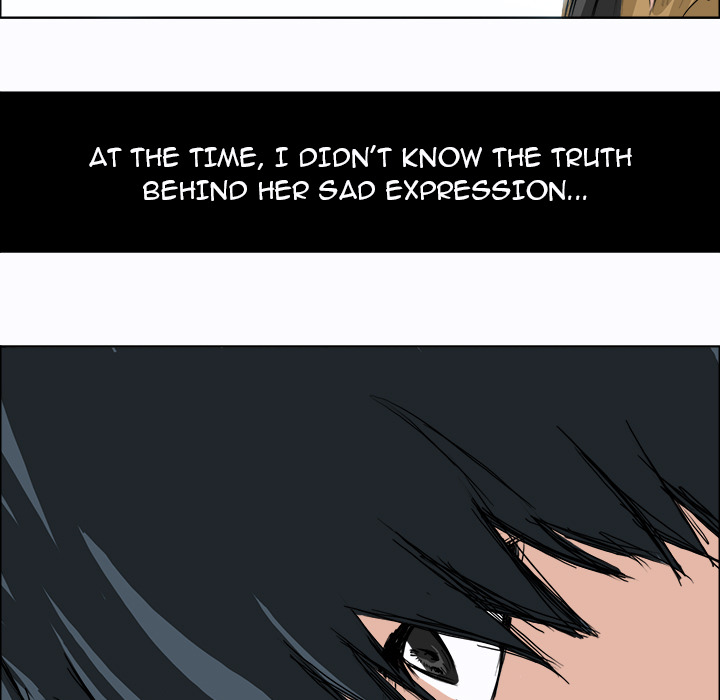 AT THE TIME, I DIDN'T KNOW THE TRUTH
BEHIND HER SAD EXPRESSION...